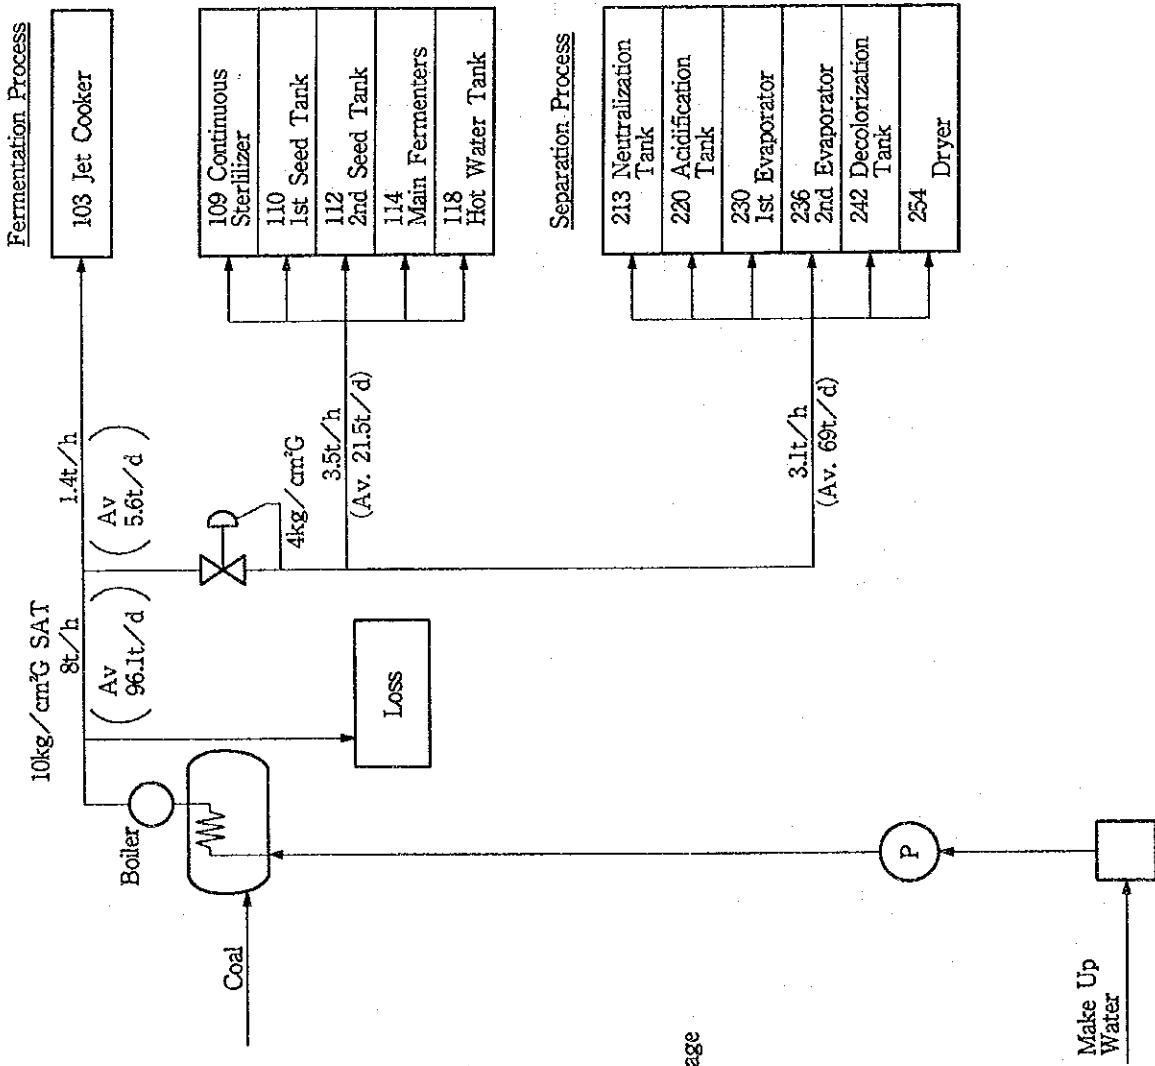 Fermentation Process
103 Jet Cooker
109 Continuous
Sterlilizer
110
1st Seed Tank
112
2nd Seed Tank
114
Main Fermenters
118
Hot Water Tank
Separation Process
213 Neutralization
Tank
220 Acidification
Tank
230
1st Evaporator
236
2nd Evaporator
242 Decolorization
Tank
254
Dryer
10kg/cm²G SAT
8t/h
(Av
96.1t/d)
1.4t/h
(Av
5.6t/d)
4kg/cm²G
3.5t/h
(Av. 21.5t/d)
3.1t/h
(Av. 69t/d)
Loss
Boiler
Coal
P
age
Make Up
Water